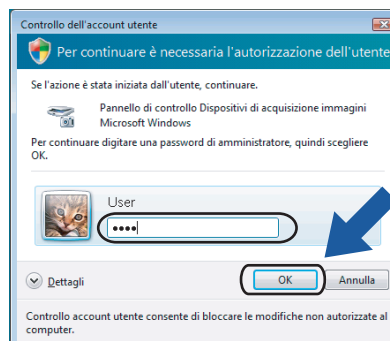 Controllo dell'account utente
Per continuare è necessaria l'autorizzazione dell'utente
Se l'azione è stata iniziata dall'utente, continuare.
Pannello di controllo Dispositivi di acquisizione immagini
Microsoft Windows
Per continuare digitare una password di amministratore, quindi scegliere
OK.
User
••••
Dettagli
OK
Annulla
Controllo account utente consente di bloccare le modifiche non autorizzate al
computer.